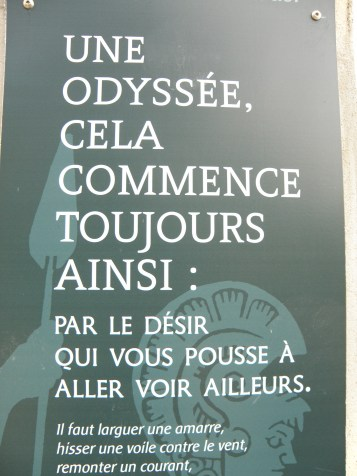 UNE
ODYSSÉE,
CELA
COMMENCE
TOUJOURS
AINSI :
PAR LE DÉSIR
QUI VOUS POUSSE À
ALLER VOIR AILLEURS.
Il faut larguer une amarre,
hisser une voile contre le vent,
remonter un courant,